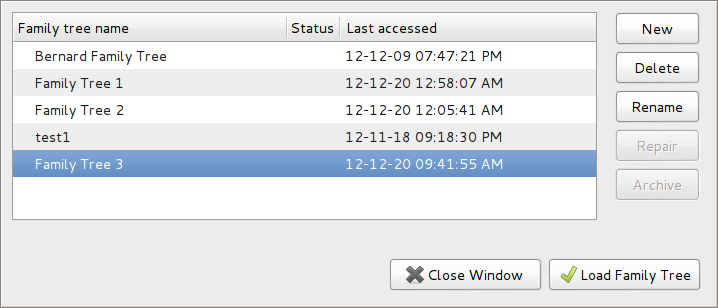 Family tree name Status Last accessed
Bernard Family Tree 12-12-09 07:47:21 PM
Family Tree 1 12-12-20 12:58:07 AM
Family Tree 2 12-12-20 12:05:41 AM
test1 12-11-18 09:18:30 PM
Family Tree 3 12-12-20 09:41:55 AM
New
Delete
Rename
Repair
Archive
Close Window Load Family Tree